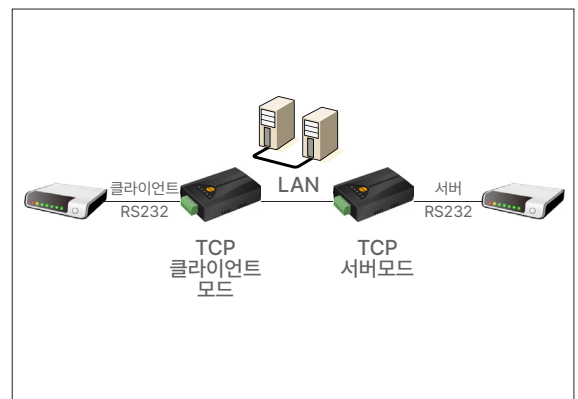 클라이언트
RS232
LAN
서버
RS232
TCP
클라이언트
모드
TCP
서버모드